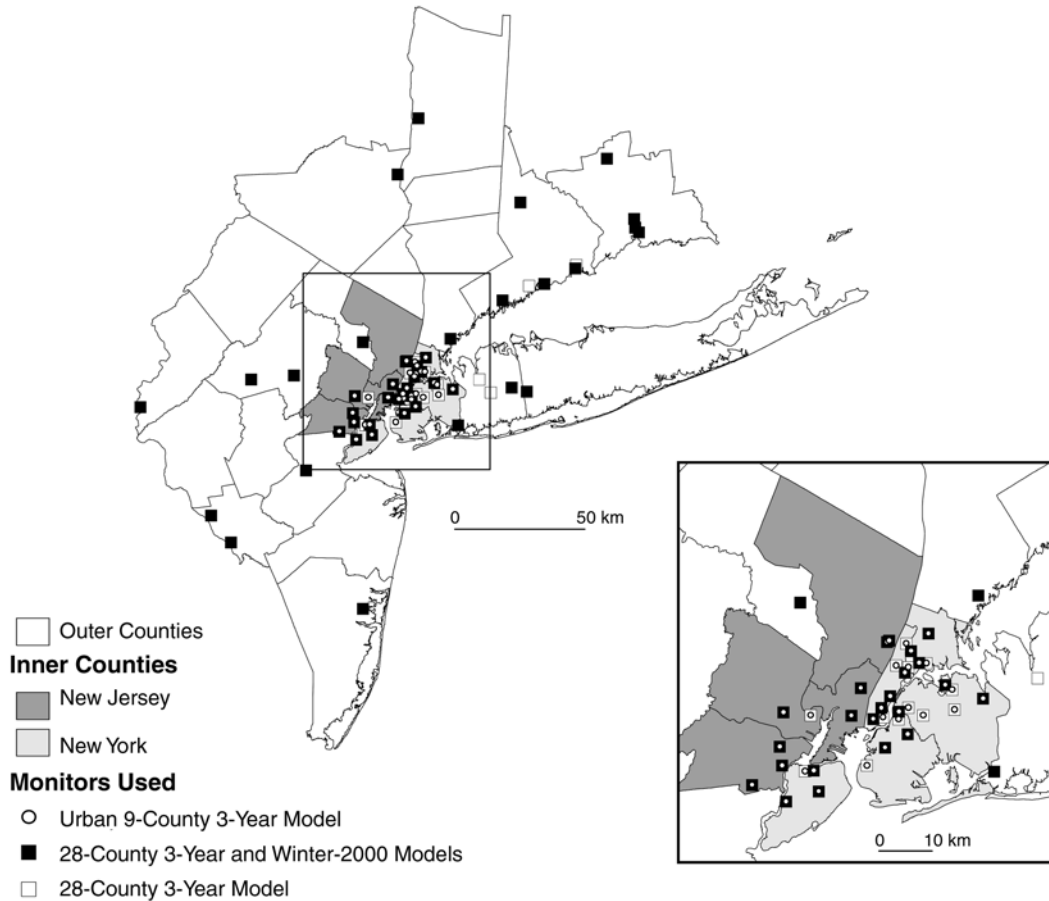 0 50 km
Outer Counties
Inner Counties
New Jersey
New York
Monitors Used
Urban 9-County 3-Year Model
28-County 3-Year and Winter-2000 Models
28-County 3-Year Model
0 10 km